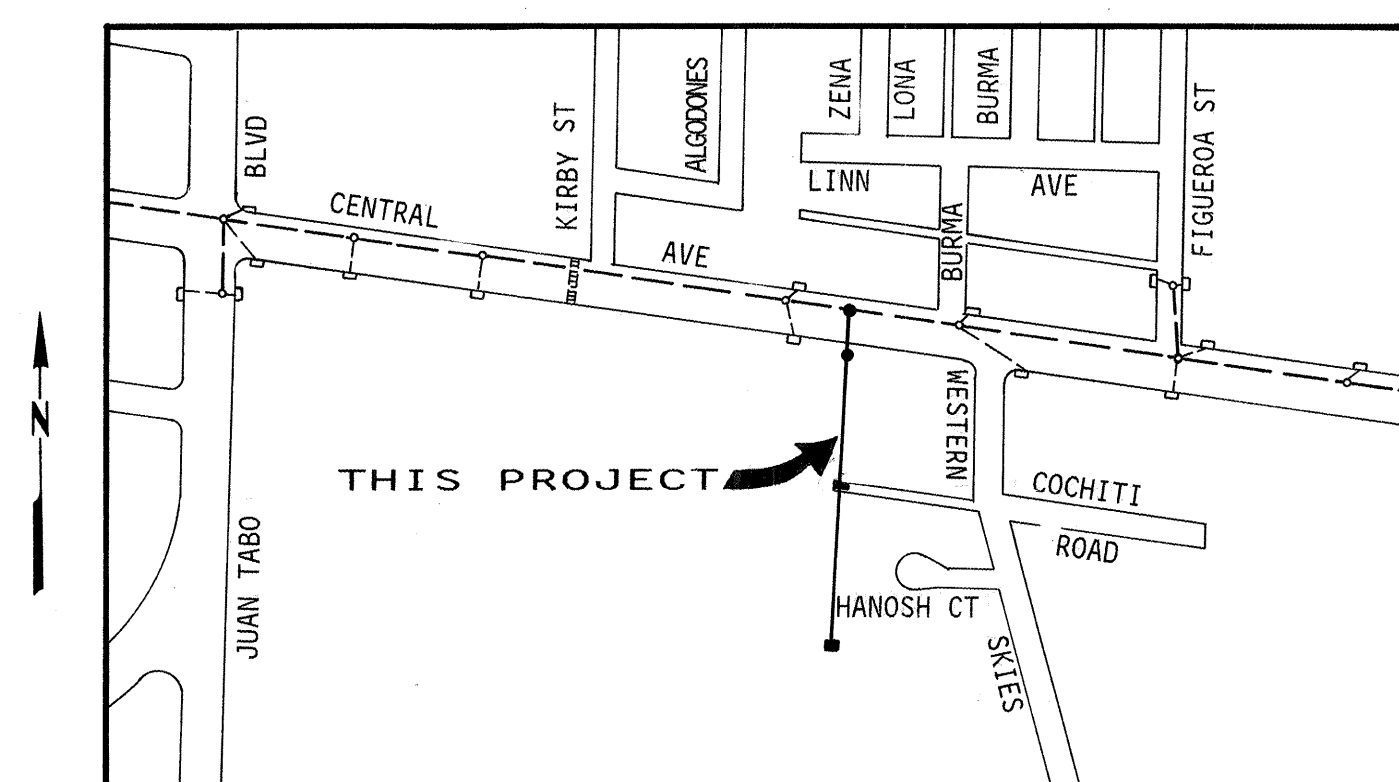 ZENA
LONA
BURMA
ALGODONES
FIGUEROA ST
KIRBY ST
BLVD
LINN AVE
CENTRAL AVE
BURMA
N
WESTERN
THIS PROJECT
COCHITI
ROAD
JUAN TABO
HANOSH CT
SKIES